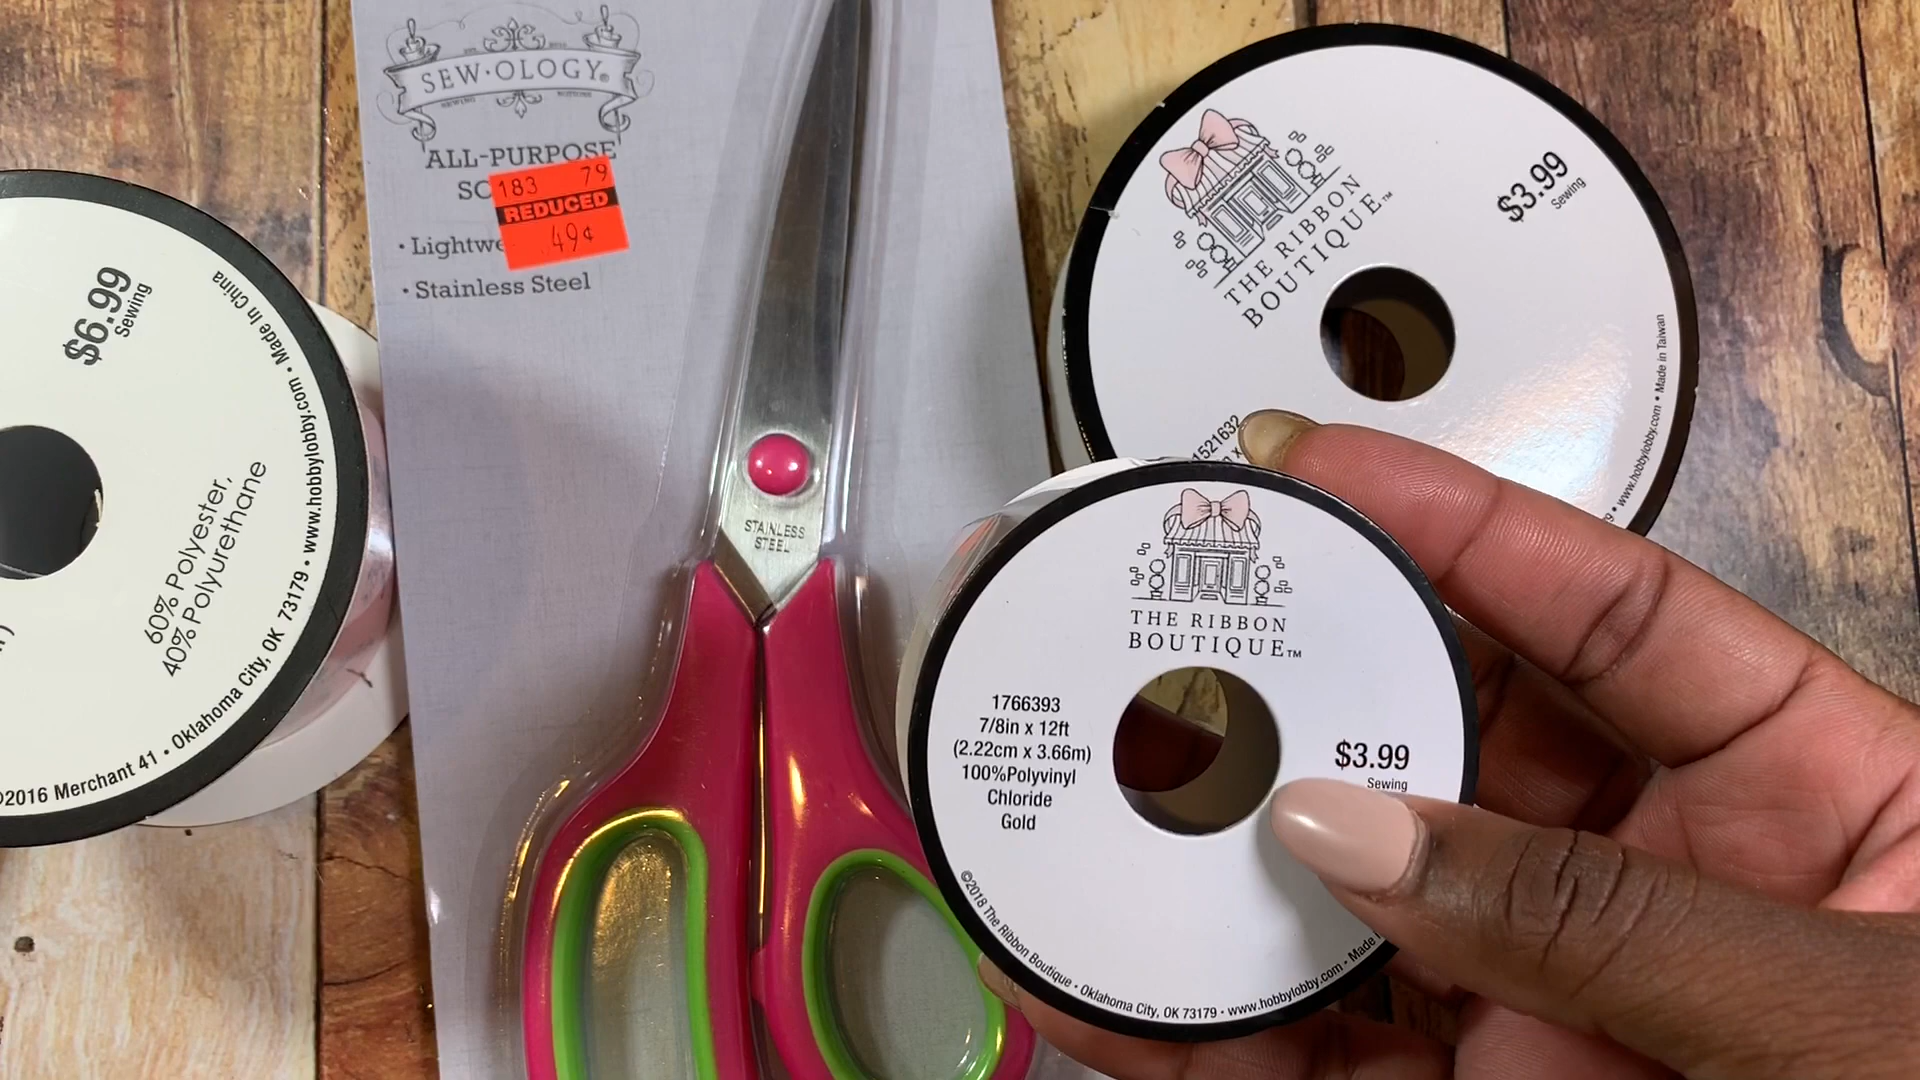 $6.99
Sewing
60% Polyester,
40% Polyurethane
©2016 Merchant 41 • Oklahoma City, OK 73179 • www.hobbylobby.com • Made In China
SEW·OLOGY®
ALL-PURPOSE
SC
183 79
REDUCED
49¢
• Lightwe
• Stainless Steel
STAINLESS
STEEL
THE RIBBON
BOUTIQUE™
$3.99
Sewing
1521632
www.hobbylobby.com • Made in Taiwan
THE RIBBON
BOUTIQUE™
1766393
7/8in x 12ft
(2.22cm x 3.66m)
100%Polyvinyl
Chloride
Gold
$3.99
Sewing
©2018 The Ribbon Boutique • Oklahoma City, OK 73179 • www.hobbylobby.com • Made